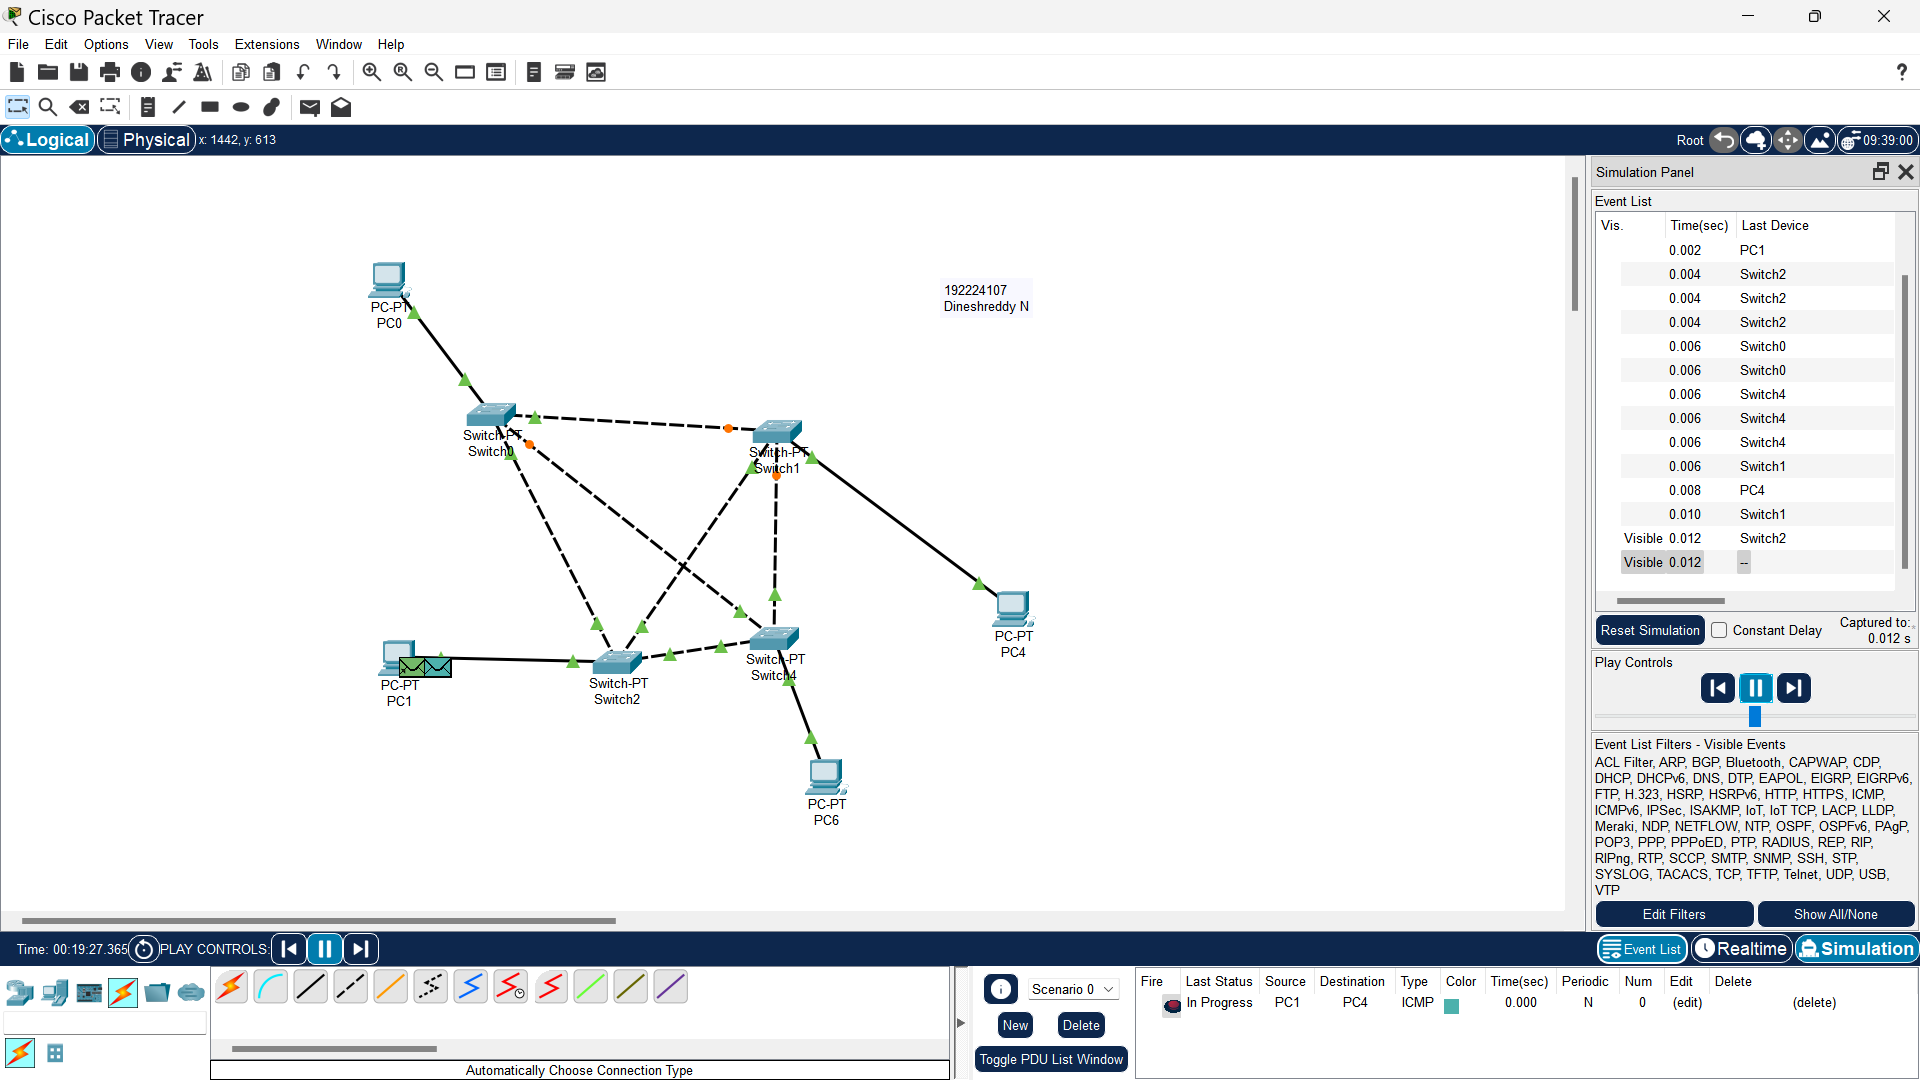 Cisco Packet Tracer
File Edit Options View Tools Extensions Window Help
?
Logical Physical x: 1442, y: 613 Root 09:39:00
PC-PT
PC0
192224107
Dineshreddy N
Switch-PT
Switch0
Switch-PT
Switch1
PC-PT
PC4
PC-PT
PC1
Switch-PT
Switch2
Switch-PT
Switch4
PC-PT
PC6
Simulation Panel
Event List
Vis. Time(sec) Last Device
0.002 PC1
0.004 Switch2
0.004 Switch2
0.004 Switch2
0.006 Switch0
0.006 Switch0
0.006 Switch4
0.006 Switch4
0.006 Switch4
0.006 Switch1
0.008 PC4
0.010 Switch1
Visible 0.012 Switch2
Visible 0.012 --
Reset Simulation Constant Delay Captured to:
0.012 s
Play Controls
Event List Filters - Visible Events
ACL Filter, ARP, BGP, Bluetooth, CAPWAP, CDP,
DHCP, DHCPv6, DNS, DTP, EAPOL, EIGRP, EIGRPv6,
FTP, H.323, HSRP, HSRPv6, HTTP, HTTPS, ICMP,
ICMPv6, IPSec, ISAKMP, IoT, IoT TCP, LACP, LLDP,
Meraki, NDP, NETFLOW, NTP, OSPF, OSPFv6, PAgP,
POP3, PPP, PPPoED, PTP, RADIUS, REP, RIP,
RIPng, RTP, SCCP, SMTP, SNMP, SSH, STP,
SYSLOG, TACACS, TCP, TFTP, Telnet, UDP, USB,
VTP
Edit Filters Show All/None
Time: 00:19:27.365 PLAY CONTROLS: Event List Realtime Simulation
Scenario 0
New Delete
Toggle PDU List Window
Fire Last Status Source Destination Type Color Time(sec) Periodic Num Edit Delete
In Progress PC1 PC4 ICMP 0.000 N 0 (edit) (delete)
Automatically Choose Connection Type